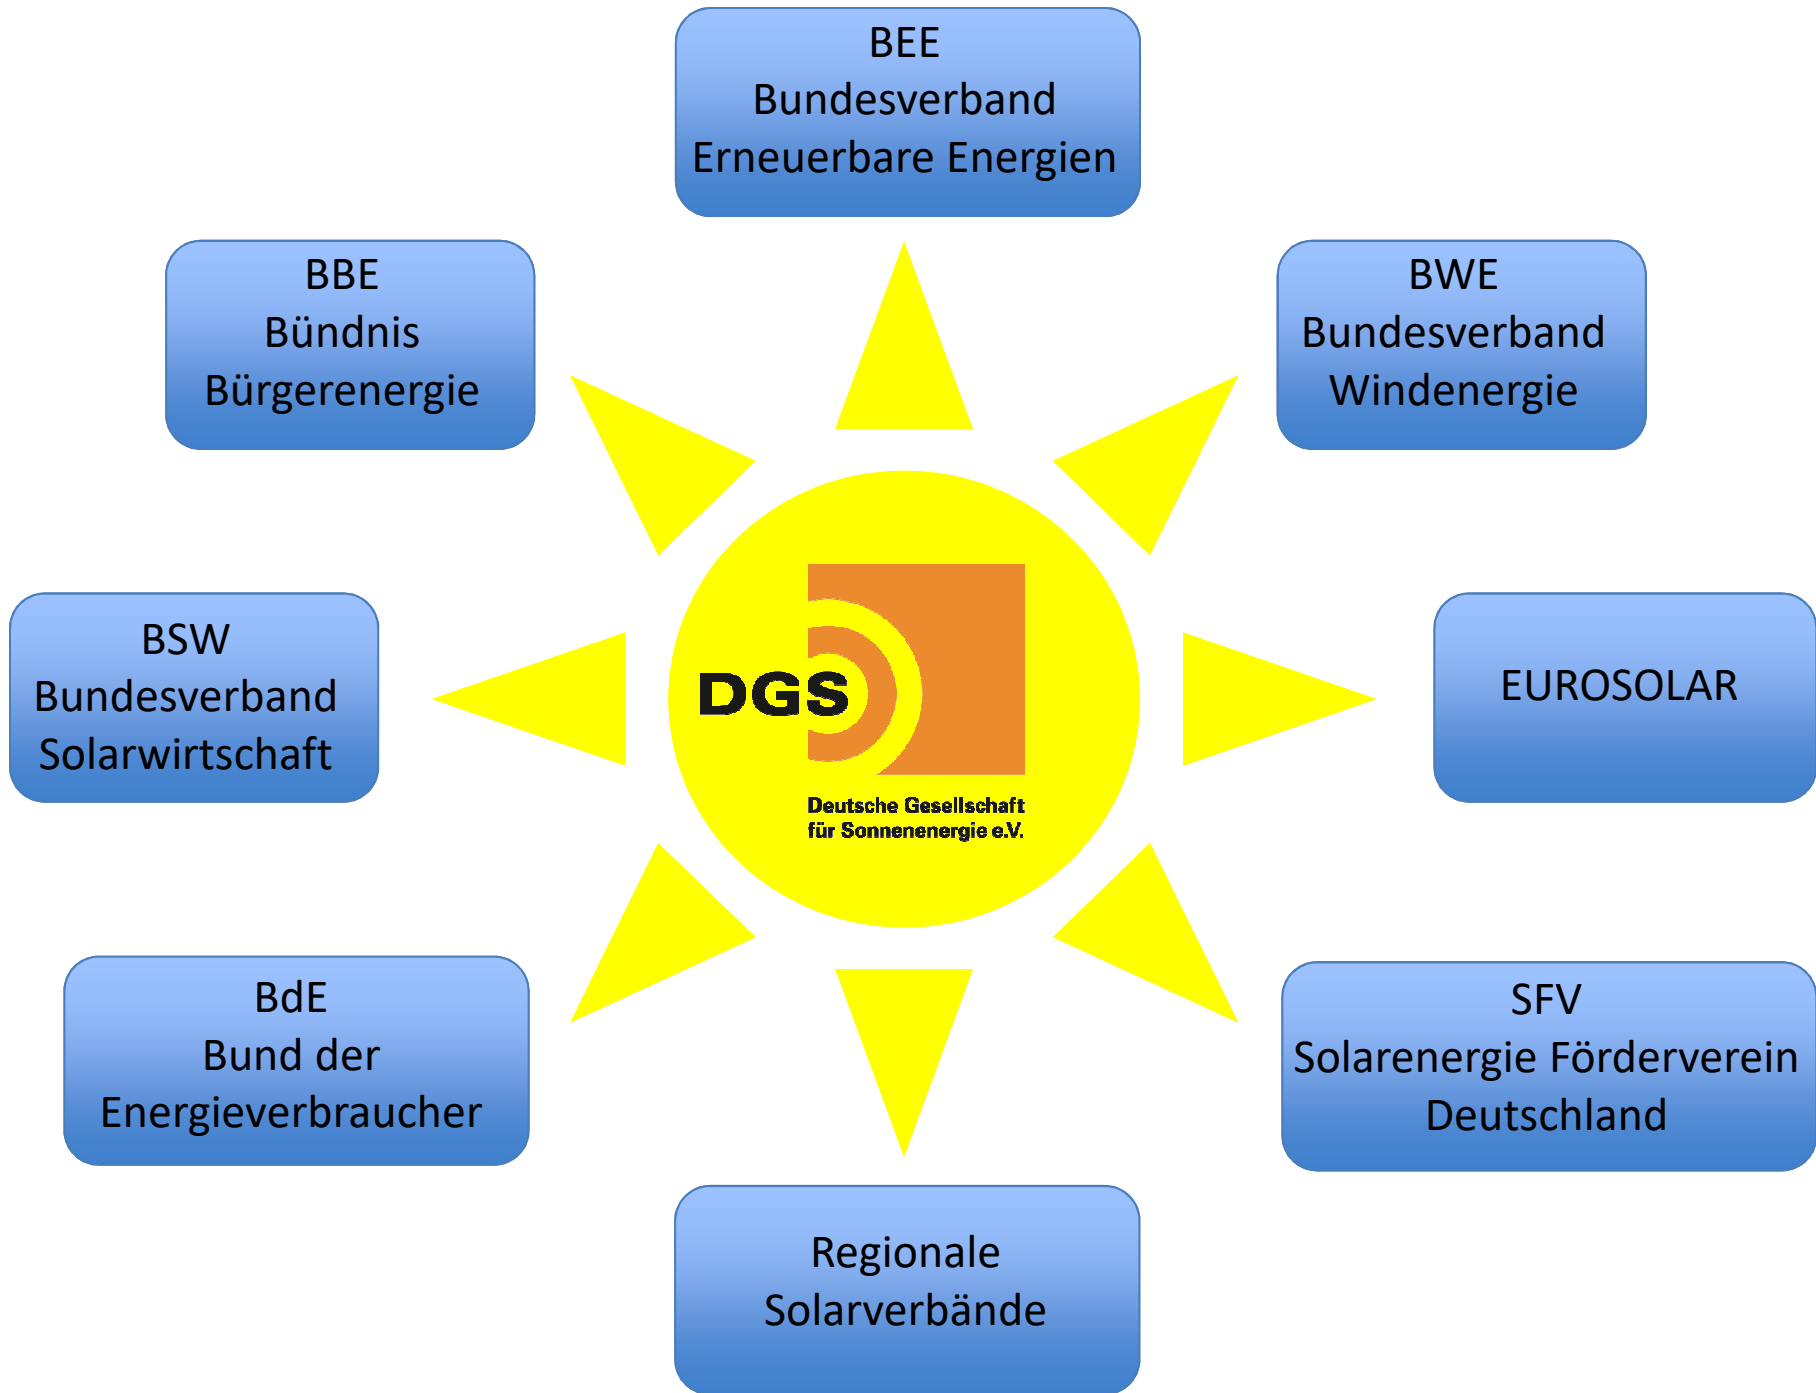 BEE
Bundesverband
Erneuerbare Energien
BBE
Bündnis
Bürgerenergie
BWE
Bundesverband
Windenergie
BSW
Bundesverband
Solarwirtschaft
DGS
Deutsche Gesellschaft
für Sonnenenergie e.V.
EUROSOLAR
BdE
Bund der
Energieverbraucher
SFV
Solarenergie Förderverein
Deutschland
Regionale
Solarverbände